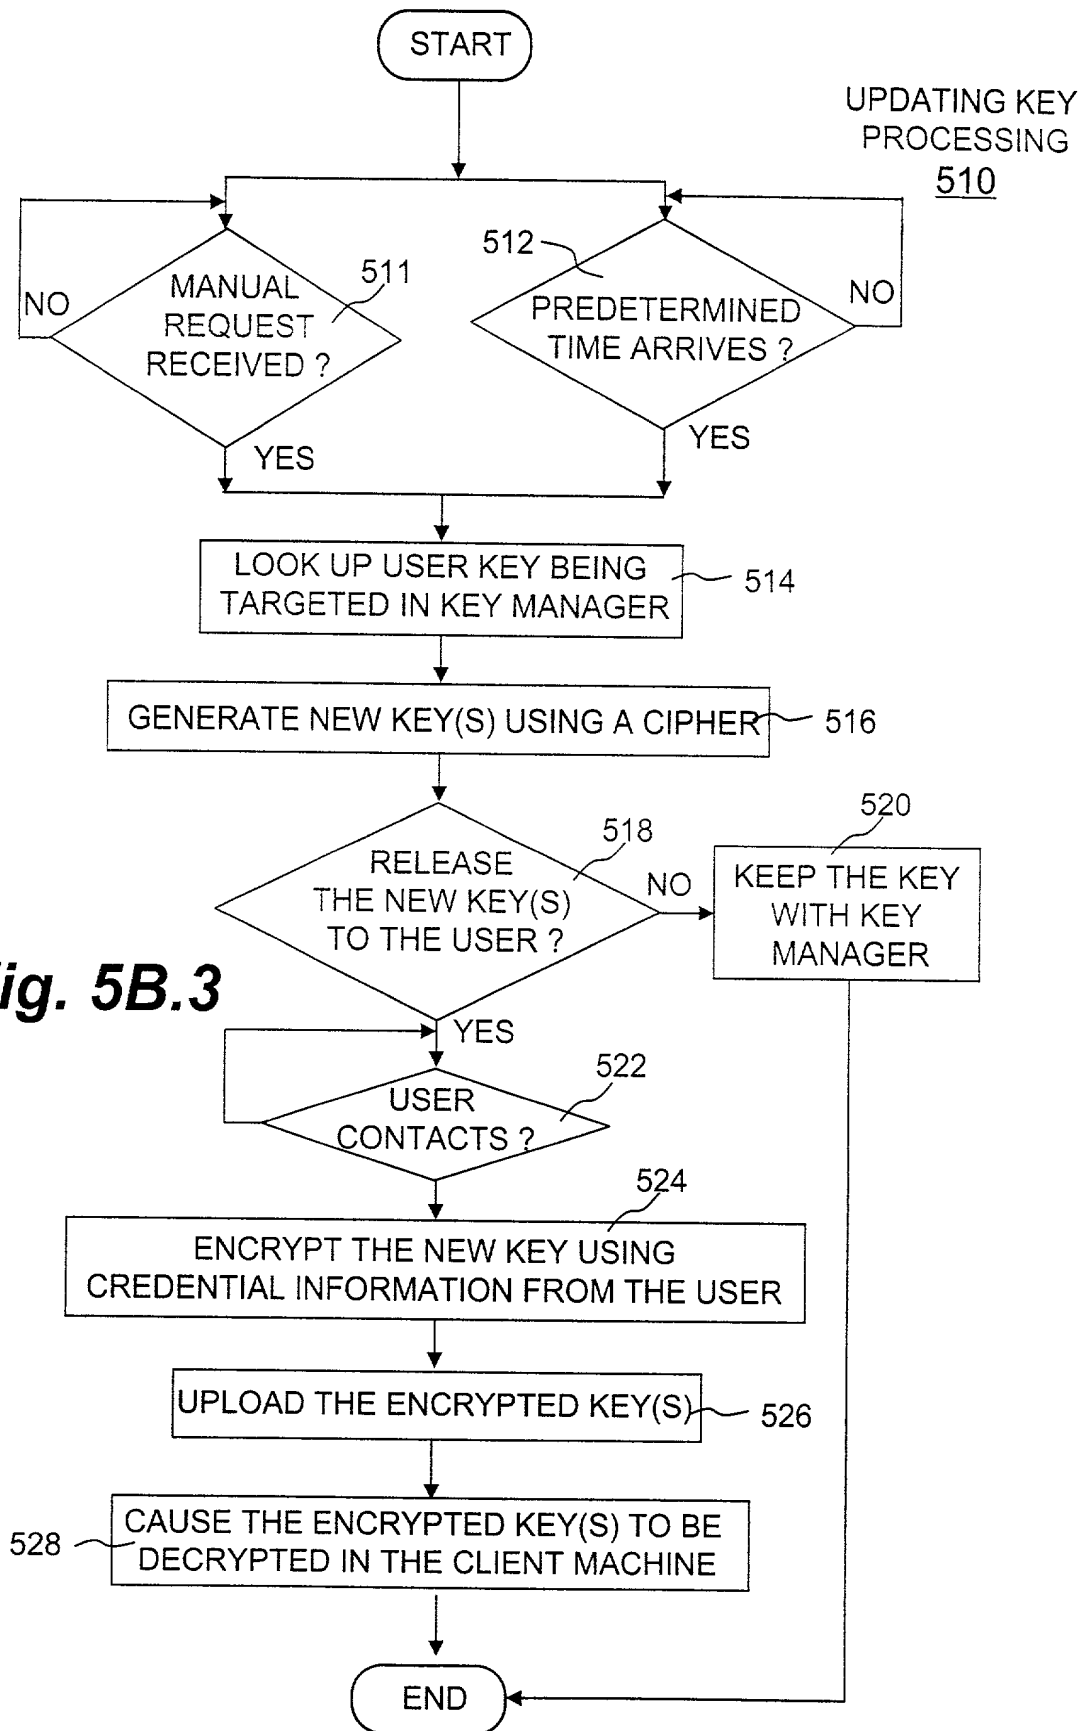 START
UPDATING KEY
PROCESSING
510
NO
MANUAL
REQUEST
RECEIVED ?
511
512
PREDETERMINED
TIME ARRIVES ?
NO
YES
YES
LOOK UP USER KEY BEING
TARGETED IN KEY MANAGER
514
GENERATE NEW KEY(S) USING A CIPHER
516
RELEASE
THE NEW KEY(S)
TO THE USER ?
518
NO
520
KEEP THE KEY
WITH KEY
MANAGER
ig. 5B.3
YES
USER
CONTACTS ?
522
524
ENCRYPT THE NEW KEY USING
CREDENTIAL INFORMATION FROM THE USER
UPLOAD THE ENCRYPTED KEY(S)
526
CAUSE THE ENCRYPTED KEY(S) TO BE
DECRYPTED IN THE CLIENT MACHINE
528
END